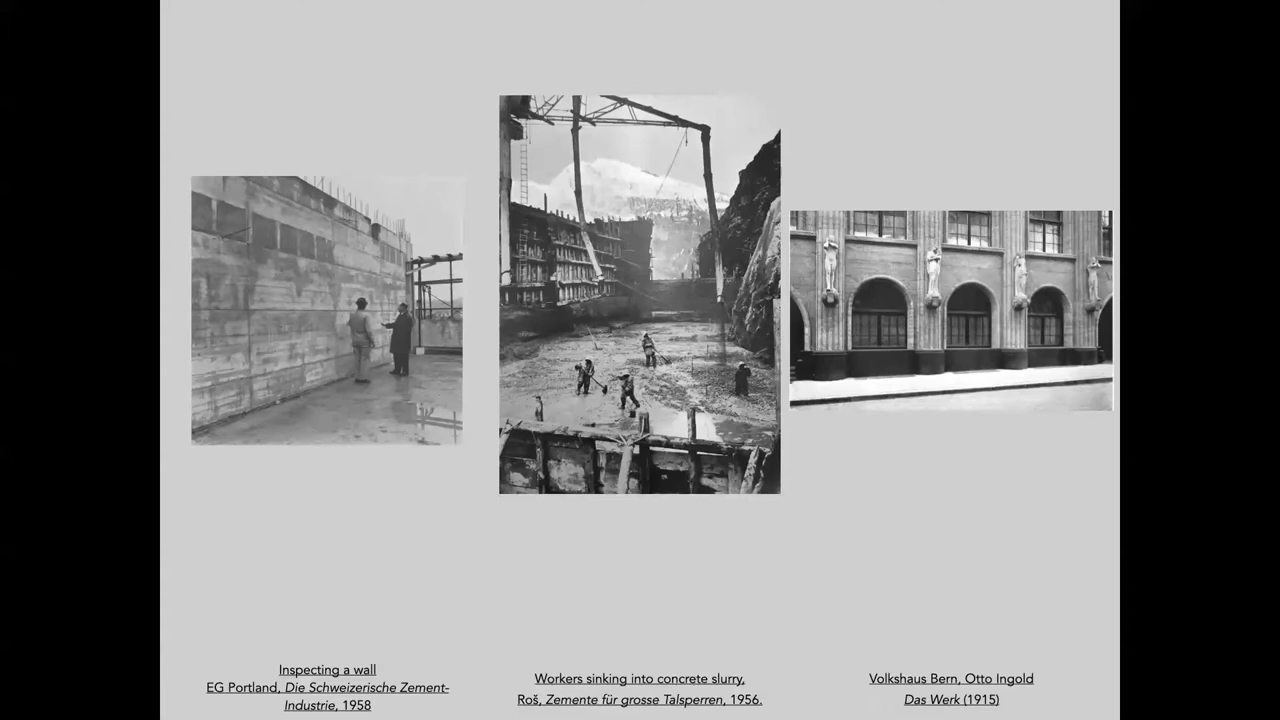 Inspecting a wall
EG Portland, Die Schweizerische Zement-
Industrie, 1958
Workers sinking into concrete slurry,
Roš, Zemente für grosse Talsperren, 1956.
Volkshaus Bern, Otto Ingold
Das Werk (1915)